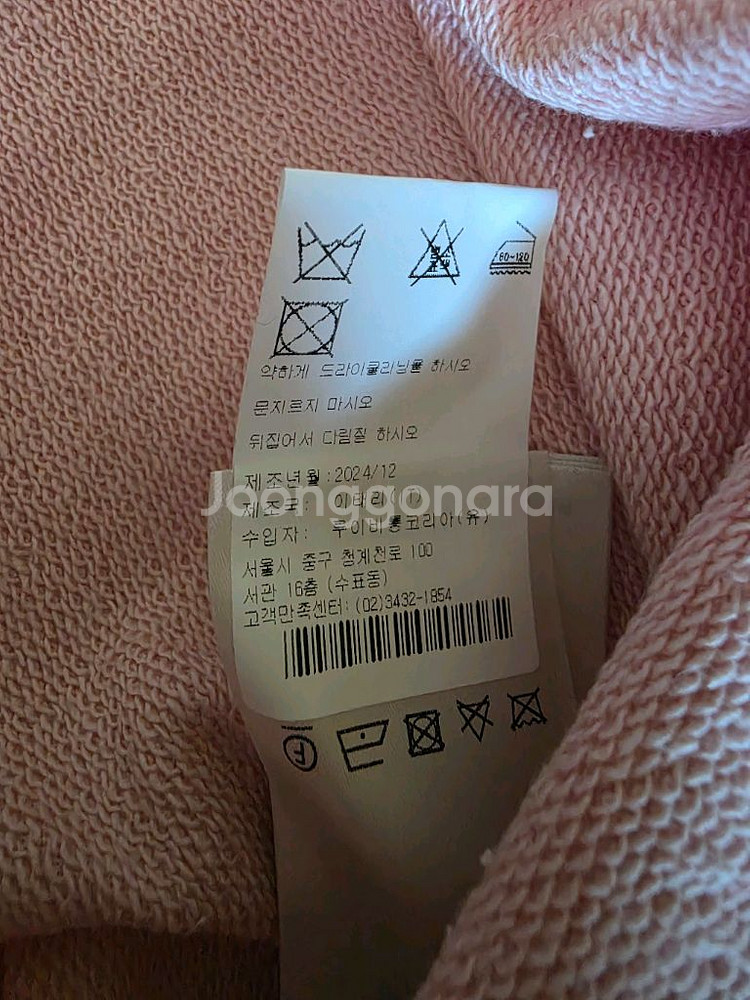 80~120
약하게 드라이클리닝을 하시오
문지르지 마시오
뒤집어서 다림질 하시오
제조년월:2024/12
Joonggonara
제조국: 이태리(IT)
수입자: 루이비통코리아(유)
서울시 중구 청계천로 100
서관 16층 (수표동)
고객만족센터: (02)3432-1854
F